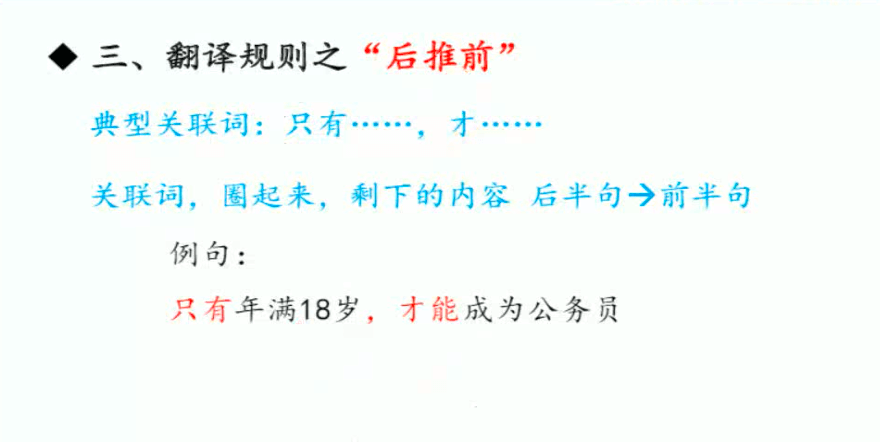 ◆ 三、翻译规则之“后推前”
典型关联词：只有……，才……
关联词，圈起来，剩下的内容 后半句→前半句
例句：
只有年满18岁，才能成为公务员